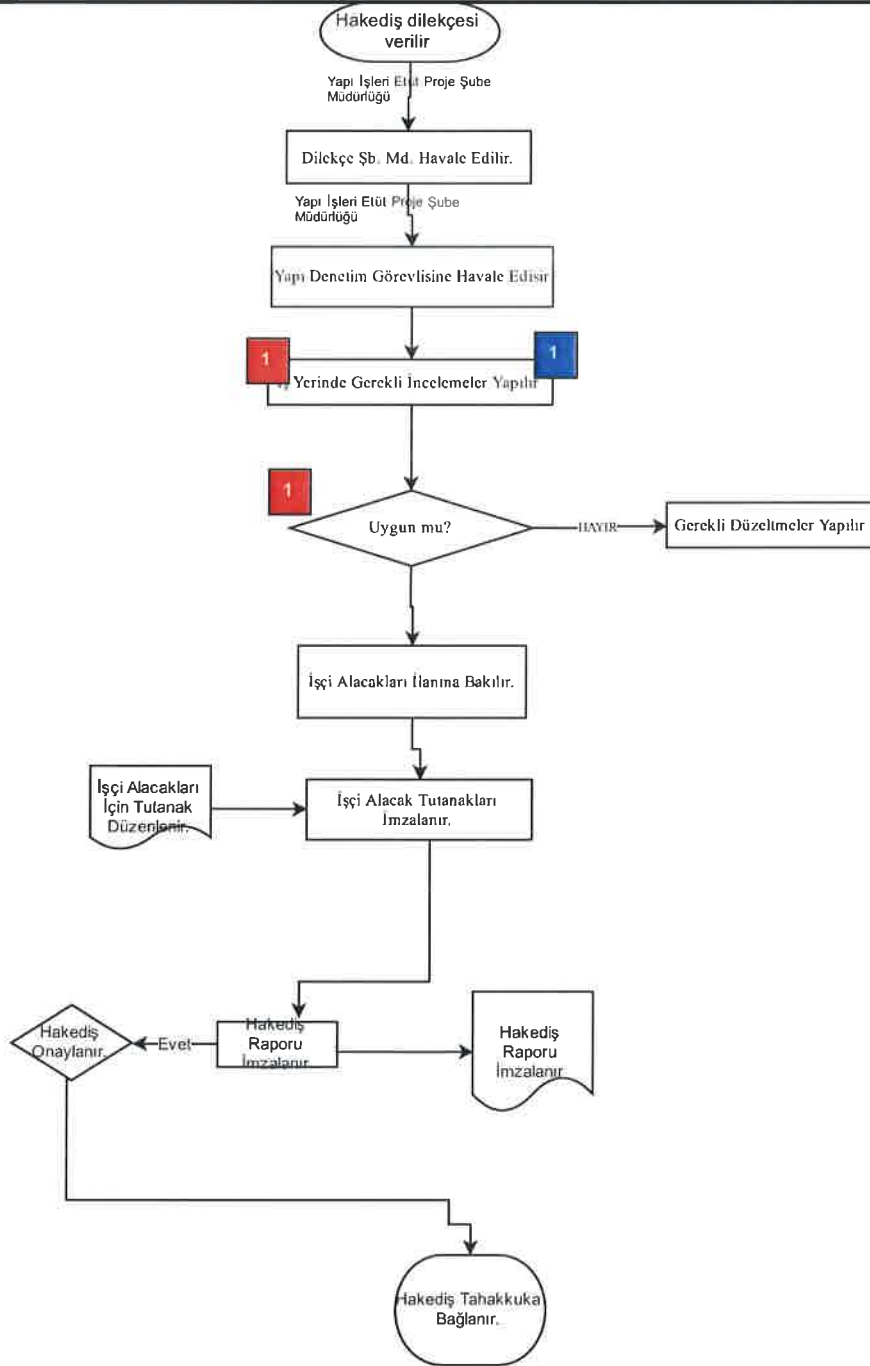 Hakediş dilekçesi
verilir
Yapı İşleri Etüt Proje Şube
Müdürlüğü
Dilekçe Şb. Md. Havale Edilir.
Yapı İşleri Etüt Proje Şube
Müdürlüğü
Yapı Denetim Görevlisine Havale Edisir
1
1
Yerinde Gerekli İncelemeler Yapılır
1
Uygun mu?
HAYIR
Gerekli Düzeltmeler Yapılır
İşçi Alacakları İlanına Bakılır.
İşçi Alacakları
İçin Tutanak
Düzenlenir.
İşçi Alacak Tutanakları
İmzalanır.
Hakediş
Onaylanır.
Evet
Hakediş
Raporu
İmzalanır
Hakediş
Raporu
İmzalanır
Hakediş Tahakkuka
Bağlanır.